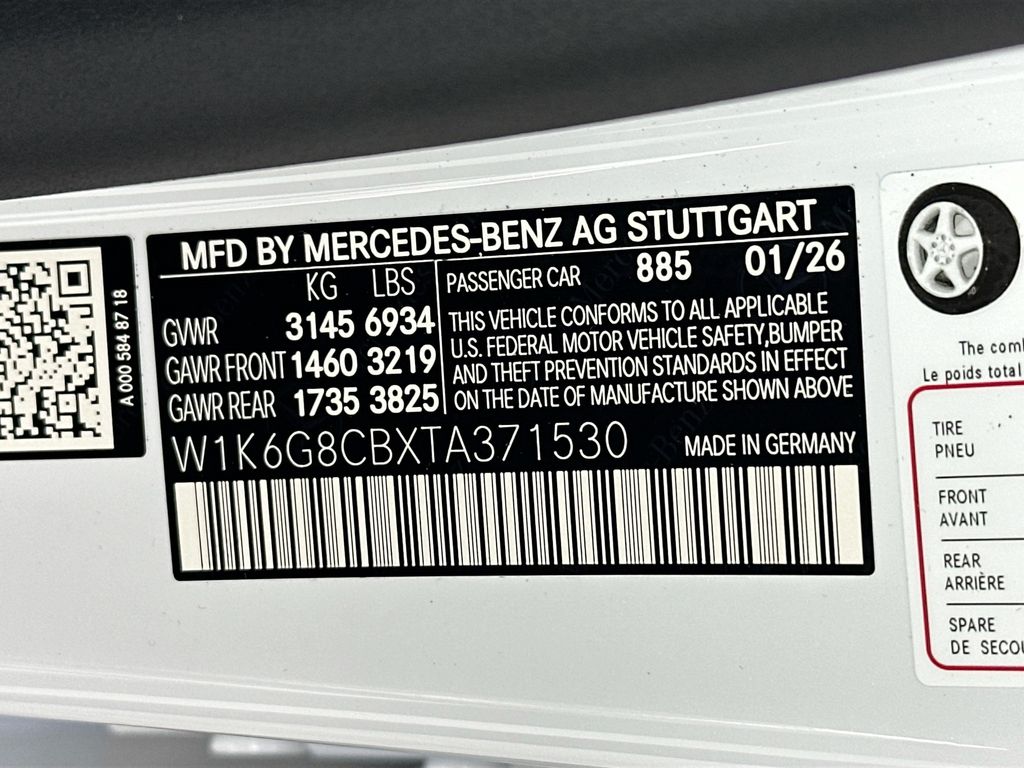 A 000 584 87 18
MFD BY MERCEDES-BENZ AG STUTTGART
KG LBS
GVWR 3145 6934
GAWR FRONT 1460 3219
GAWR REAR 1735 3825
PASSENGER CAR 885 01/26
THIS VEHICLE CONFORMS TO ALL APPLICABLE
U.S. FEDERAL MOTOR VEHICLE SAFETY,BUMPER
AND THEFT PREVENTION STANDARDS IN EFFECT
ON THE DATE OF MANUFACTURE SHOWN ABOVE
W1K6G8CBXTA371530
MADE IN GERMANY
The com
Le poids total
TIRE
PNEU
FRONT
AVANT
REAR
ARRIÈRE
SPARE
DE SECOU